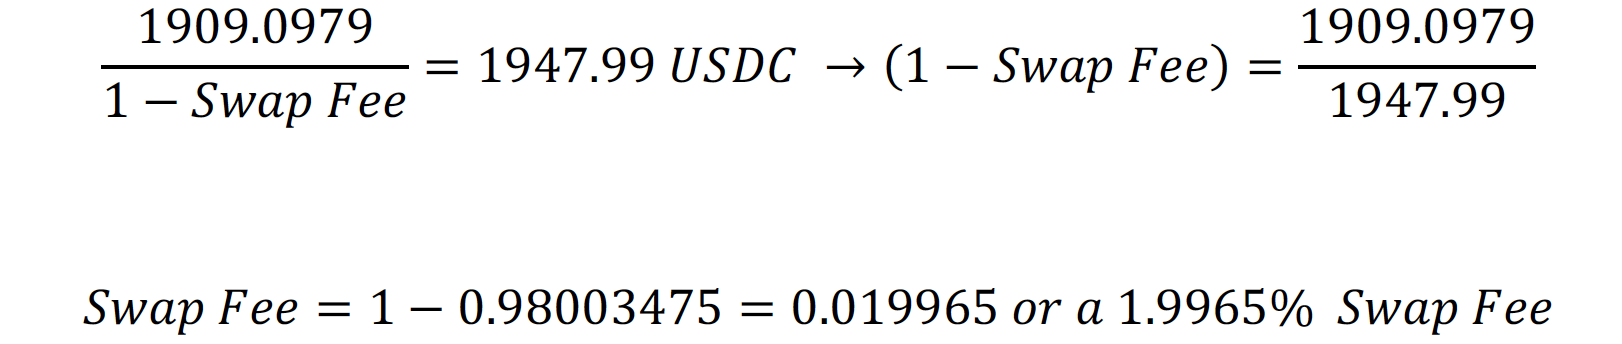 1909.0979 / 1 − Swap Fee = 1947.99 USDC → (1 − Swap Fee) = 1909.0979 / 1947.99
Swap Fee = 1 − 0.98003475 = 0.019965 or a 1.9965% Swap Fee